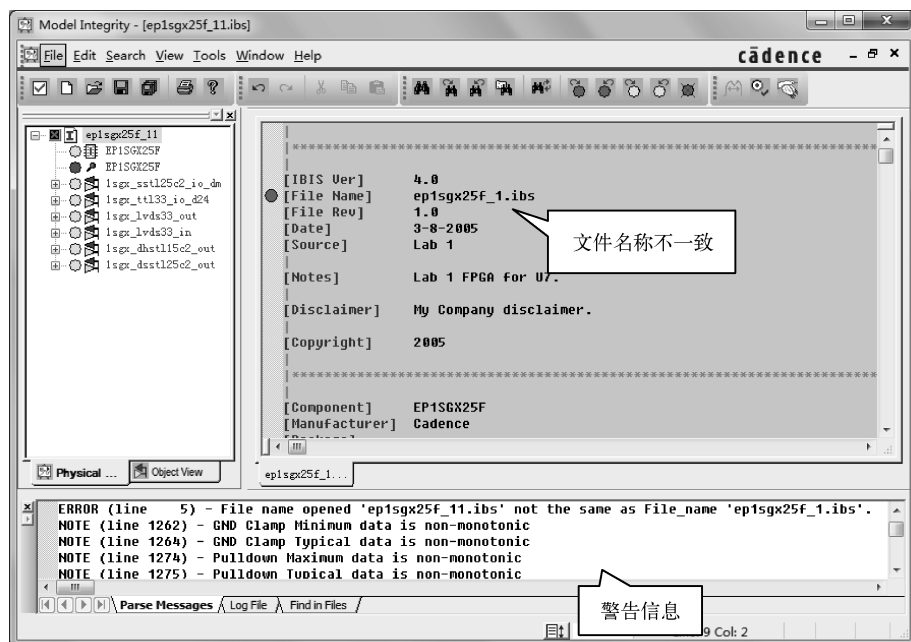 Model Integrity - [ep1sgx25f_11.ibs]
File Edit Search View Tools Window Help
cādence
ep1sgx25f_11
EP1SGX25F
EP1SGX25F
1sgx_sstl25c2_io_dm
1sgx_ttl33_io_d24
1sgx_lvds33_out
1sgx_lvds33_in
1sgx_dhstl15c2_out
1sgx_dsstl25c2_out
Physical ...
Object View
|
|************************************************************************
[IBIS Ver] 4.0
[File Name] ep1sgx25f_1.ibs
[File Rev] 1.0
[Date] 3-8-2005
[Source] Lab 1
|
[Notes] Lab 1 FPGA for U7.
|
[Disclaimer] My Company disclaimer.
|
[Copyright] 2005
|
|************************************************************************
[Component] EP1SGX25F
[Manufacturer] Cadence
文件名称不一致
ep1sgx25f_1...
ERROR (line 5) - File name opened 'ep1sgx25f_11.ibs' not the same as File_name 'ep1sgx25f_1.ibs'.
NOTE (line 1262) - GND Clamp Minimum data is non-monotonic
NOTE (line 1264) - GND Clamp Typical data is non-monotonic
NOTE (line 1274) - Pulldown Maximum data is non-monotonic
NOTE (line 1275) - Pulldown Typical data is non-monotonic
警告信息
Parse Messages
Log File
Find in Files
9 Col: 2